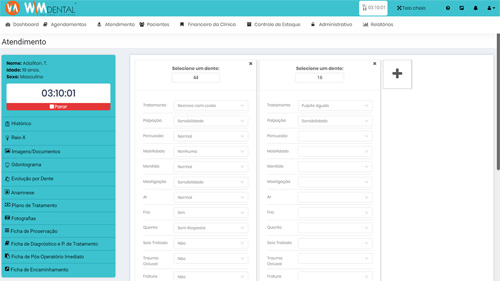 WM DENTAL
03:10:01
Tela cheia
Dashboard
Agendamentos
Atendimento
Pacientes
Financeiro da Clínica
Controle de Estoque
Administrativo
Relatórios
Atendimento
Nome: Adailton. T.
Idade: 19 anos.
Sexo: Masculino
03:10:01
Parar
Histórico
Raio-X
Imagens/Documentos
Odontograma
Evolução por Dente
Anamnese
Plano de Tratamento
Fotografias
Ficha de Preservação
Ficha de Diagnóstico e P. de Tratamento
Ficha de Pós Operatório Imediato
Ficha de Encaminhamento
Selecione um dente:
44
Tratamento
Palpação
Sensibilidade
Percussão
Normal
Mobilidade
Nenhuma
Mordida
Normal
Mastigação
Sensibilidade
Ar
Normal
Frio
Sim
Quente
Sem Resposta
Seio Tratado
Não
Trauma Oclusal
Não
Fratura
Não
Selecione um dente:
16
Tratamento
Pulpite Aguda
Palpação
Sensibilidade
Percussão
Mobilidade
Mordida
Mastigação
Ar
Frio
Quente
Seio Tratado
Trauma Oclusal
Fratura